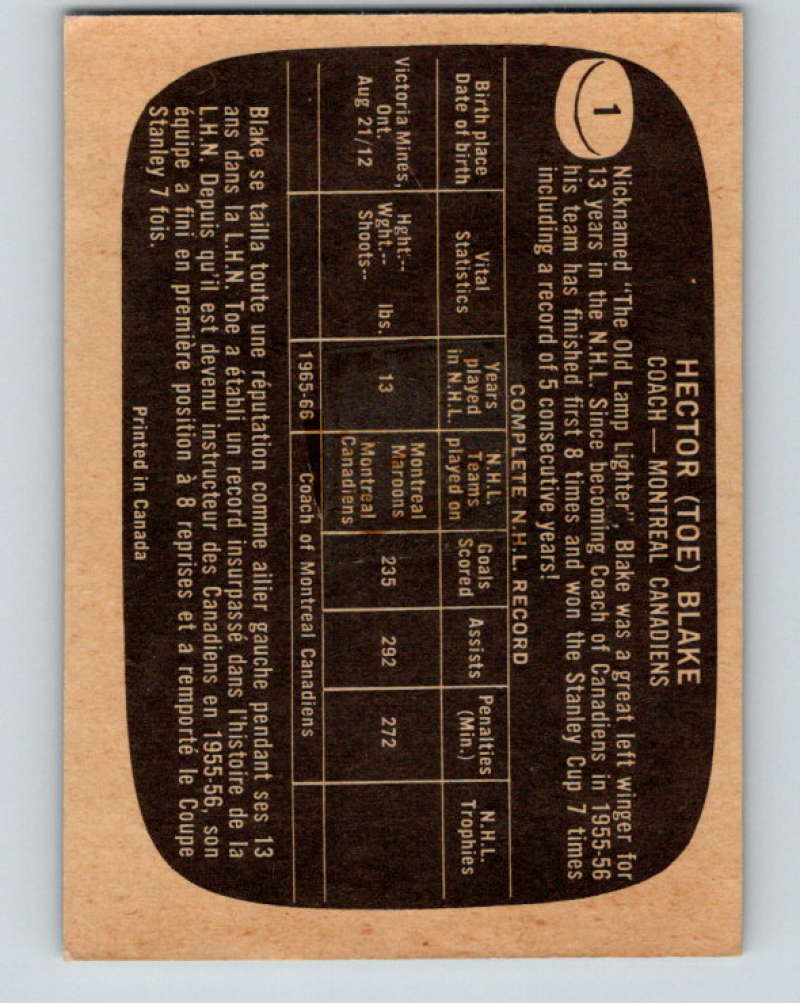 1
HECTOR (TOE) BLAKE
COACH — MONTREAL CANADIENS
Nicknamed "The Old Lamp Lighter", Blake was a great left winger for
13 years in the N.H.L. Since becoming Coach of Canadiens in 1955-56
his team has finished first 8 times and won the Stanley Cup 7 times
including a record of 5 consecutive years!
COMPLETE N.H.L. RECORD
Birth place
Date of birth
Vital
Statistics
Years
played
in N.H.L.
N.H.L.
Teams
played on
Goals
Scored
Assists
Penalties
(Min.)
N.H.L.
Trophies
Victoria Mines,
Ont.
Aug 21/12
Hght.--
Wght.-- lbs.
Shoots--
13
Montreal
Maroons
Montreal
Canadiens
235
292
272
1965-66
Coach of Montreal Canadiens
Blake se tailla toute une réputation comme ailier gauche pendant ses 13
ans dans la L.H.N. Toe a établi un record insurpassé dans l'histoire de la
L.H.N. Depuis qu'il est devenu instructeur des Canadiens en 1955-56, son
équipe a fini en première position à 8 reprises et a remporté le Coupe
Stanley 7 fois.
Printed in Canada